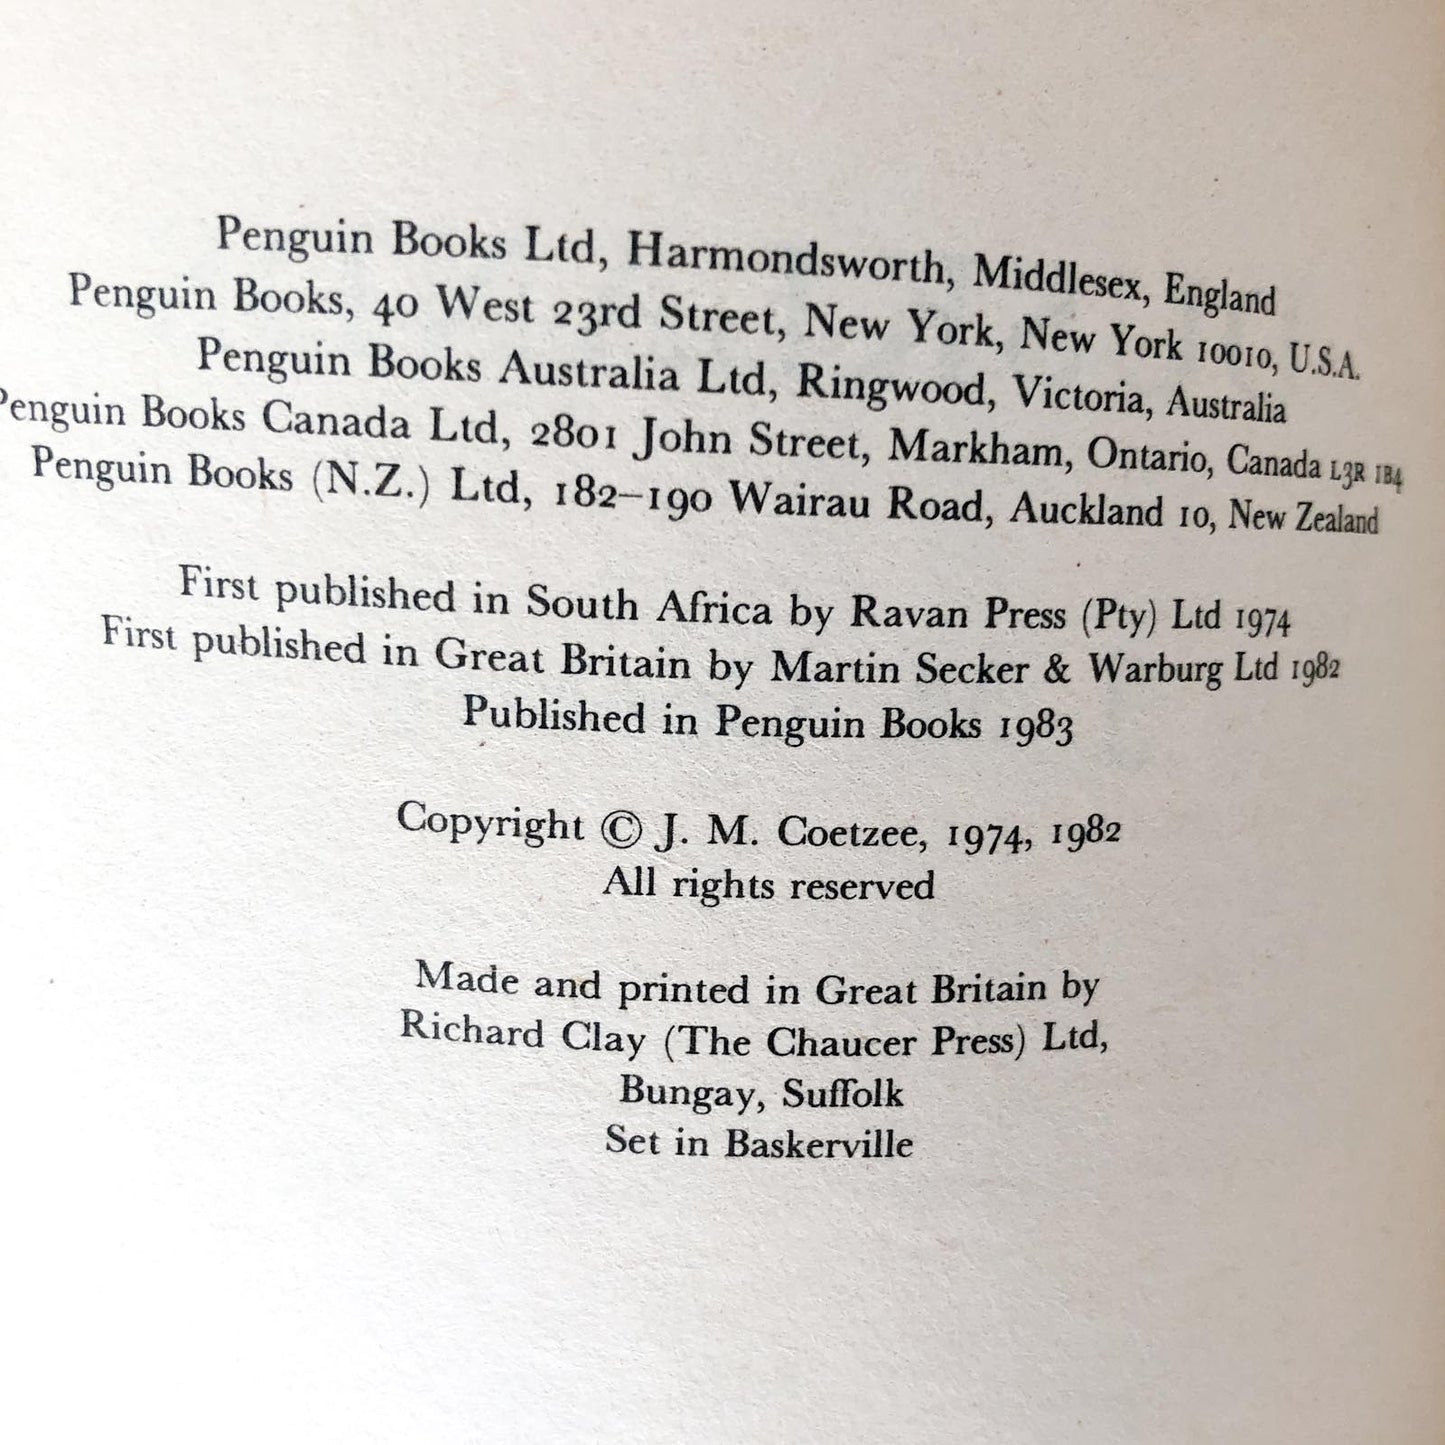 Penguin Books Ltd, Harmondsworth, Middlesex, England
Penguin Books, 40 West 23rd Street, New York, New York 10010, U.S.A.
Penguin Books Australia Ltd, Ringwood, Victoria, Australia
Penguin Books Canada Ltd, 2801 John Street, Markham, Ontario, Canada L3R 1B4
Penguin Books (N.Z.) Ltd, 182–190 Wairau Road, Auckland 10, New Zealand
First published in South Africa by Ravan Press (Pty) Ltd 1974
First published in Great Britain by Martin Secker & Warburg Ltd 1982
Published in Penguin Books 1983
Copyright © J. M. Coetzee, 1974, 1982
All rights reserved
Made and printed in Great Britain by
Richard Clay (The Chaucer Press) Ltd,
Bungay, Suffolk
Set in Baskerville